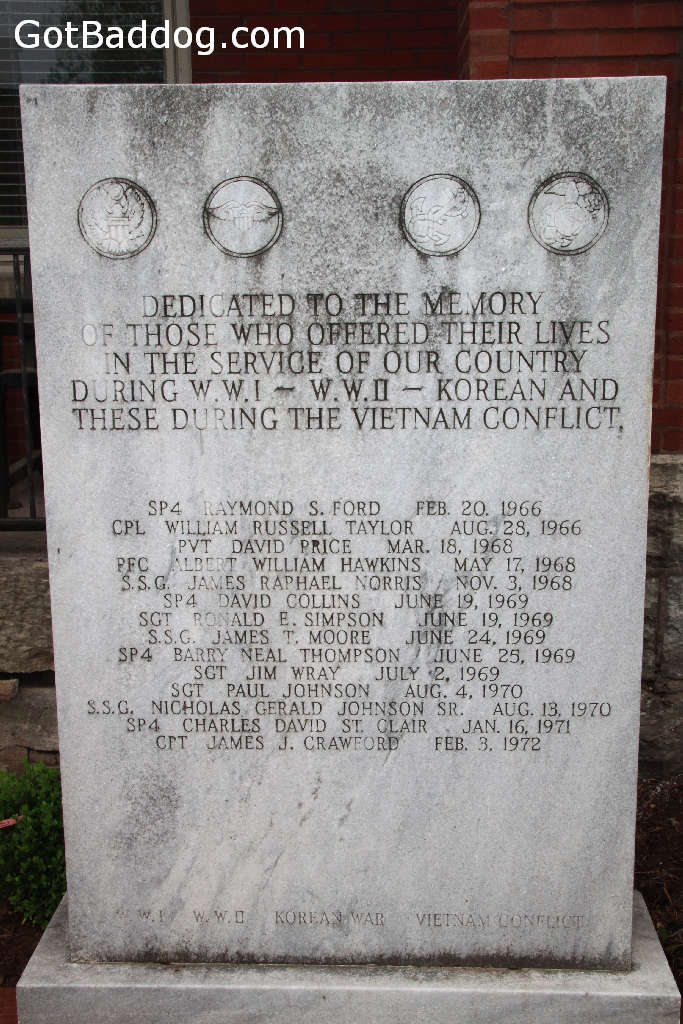 GotBaddog.com
DEDICATED TO THE MEMORY
OF THOSE WHO OFFERED THEIR LIVES
IN THE SERVICE OF OUR COUNTRY
DURING W.W.I ~ W.W.II ~ KOREAN AND
THESE DURING THE VIETNAM CONFLICT.
SP4 RAYMOND S. FORD FEB. 20. 1966
CPL WILLIAM RUSSELL TAYLOR AUG. 28, 1966
PVT DAVID PRICE MAR. 18, 1968
PFC ALBERT WILLIAM HAWKINS MAY 17, 1968
S.S.G. JAMES RAPHAEL NORRIS NOV. 3, 1968
SP4 DAVID COLLINS JUNE 19, 1969
SGT RONALD E. SIMPSON JUNE 19, 1969
S.S.G. JAMES T. MOORE JUNE 24, 1969
SP4 BARRY NEAL THOMPSON JUNE 25, 1969
SGT JIM WRAY JULY 2, 1969
SGT PAUL JOHNSON AUG. 4, 1970
S.S.G. NICHOLAS GERALD JOHNSON SR. AUG. 13, 1970
SP4 CHARLES DAVID ST. CLAIR JAN. 16, 1971
CPT JAMES J. CRAWFORD FEB. 3, 1972
W.W.I W.W.II KOREAN WAR VIETNAM CONFLICT